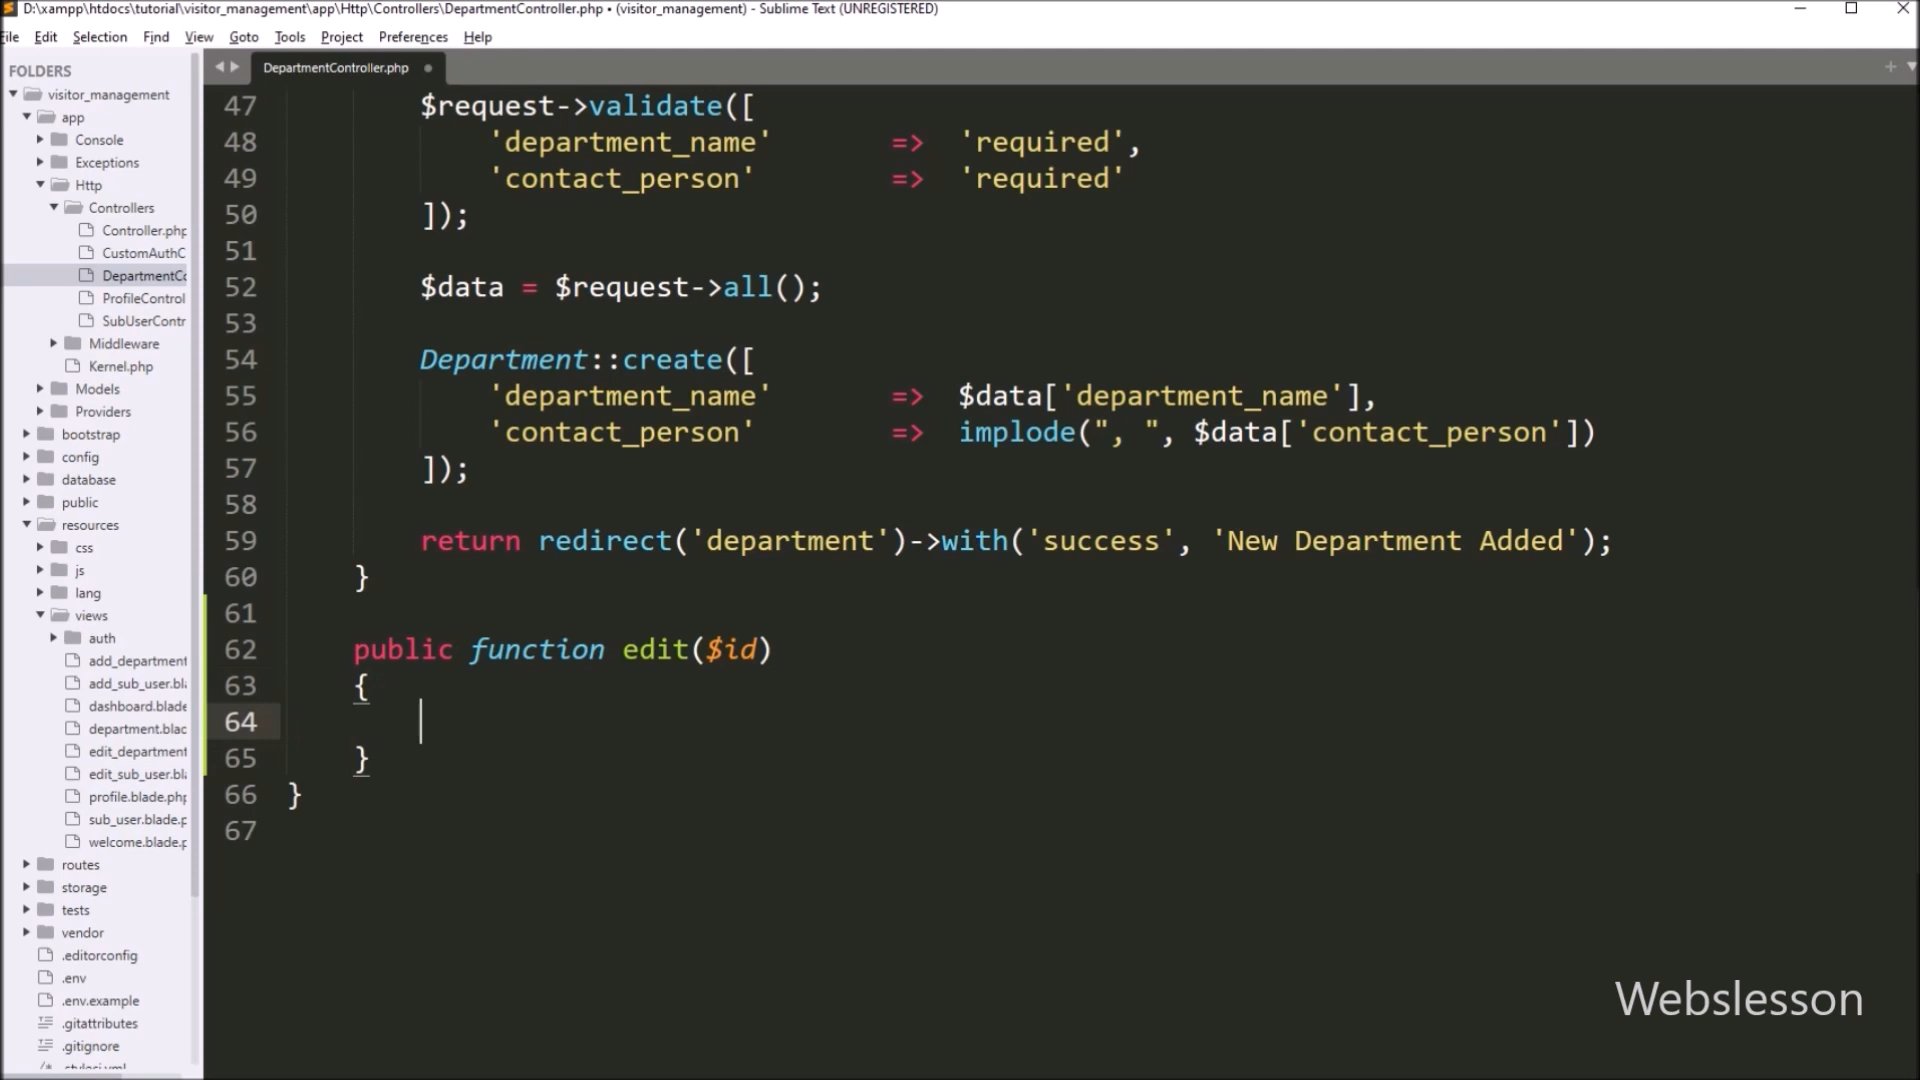 D:\xampp\htdocs\tutorial\visitor_management\app\Http\Controllers\DepartmentController.php • (visitor_management) - Sublime Text (UNREGISTERED)
File Edit Selection Find View Goto Tools Project Preferences Help
FOLDERS
visitor_management
app
Console
Exceptions
Http
Controllers
Controller.php
CustomAuthC
DepartmentCo
ProfileControl
SubUserContr
Middleware
Kernel.php
Models
Providers
bootstrap
config
database
public
resources
css
js
lang
views
auth
add_department
add_sub_user.bla
dashboard.blade
department.blac
edit_department
edit_sub_user.bla
profile.blade.php
sub_user.blade.p
welcome.blade.p
routes
storage
tests
vendor
.editorconfig
.env
.env.example
.gitattributes
.gitignore
.styleci.yml
DepartmentController.php
47 $request->validate([
48 'department_name' => 'required',
49 'contact_person' => 'required'
50 ]);
51
52 $data = $request->all();
53
54 Department::create([
55 'department_name' => $data['department_name'],
56 'contact_person' => implode(", ", $data['contact_person'])
57 ]);
58
59 return redirect('department')->with('success', 'New Department Added');
60 }
61
62 public function edit($id)
63 {
64
65 }
66 }
67
Webslesson